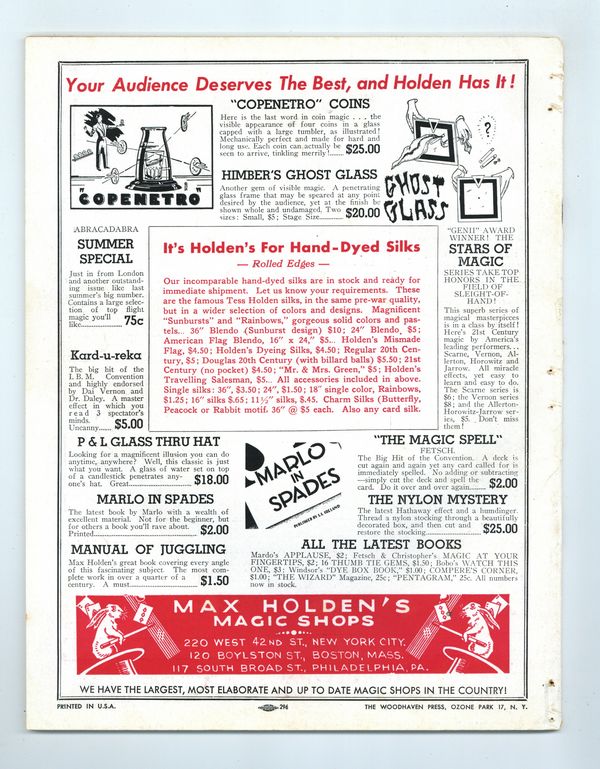 Your Audience Deserves The Best, and Holden Has It!
"COPENETRO" COINS
Here is the last word in coin magic . . . the
visible appearance of four coins in a glass
capped with a large tumbler, as illustrated!
Mechanically perfect and made for hard and
long use. Each coin can actually be
seen to arrive, tinkling merrily!...... $25.00
"COPENETRO"
HIMBER'S GHOST GLASS
Another gem of visible magic. A penetrating
glass frame that may be speared at any point
desired by the audience, yet at the finish be
shown whole and undamaged. Two
sizes: Small, $5; Stage Size........ $20.00
GHOST
GLASS
?
ABRACADABRA
SUMMER
SPECIAL
Just in from London
and another outstand-
ing issue like last
summer's big number.
Contains a large selec-
tion of top flight
magic you'll
like.............. 75c
Kard-u-reka
The big hit of the
I. B. M. Convention
and highly endorsed
by Dai Vernon and
Dr. Daley. A master
effect in which you
read 3 spectator's
minds.
Uncanny...... $5.00
It's Holden's For Hand-Dyed Silks
— Rolled Edges —
Our incomparable hand-dyed silks are in stock and ready for
immediate shipment. Let us know your requirements. These
are the famous Tess Holden silks, in the same pre-war quality,
but in a wider selection of colors and designs. Magnificent
"Sunbursts" and "Rainbows," gorgeous solid colors and pas-
tels... 36" Blendo (Sunburst design) $10; 24" Blendo, $5;
American Flag Blendo, 16" x 24," $5... Holden's Mismade
Flag, $4.50; Holden's Dyeing Silks, $4.50; Regular 20th Cen-
tury, $5; Douglas 20th Century (with billard balls) $5.50; 21st
Century (no pocket) $4.50; "Mr. & Mrs. Green," $5; Holden's
Travelling Salesman, $5... All accessories included in above.
Single silks: 36", $3.50; 24", $1.50; 18" single color, Rainbows,
$1.25; 16" silks $.65; 11½" silks, $.45. Charm Silks (Butterfly,
Peacock or Rabbit motif, 36" @ $5 each. Also any card silk.
"GENII" AWARD
WINNER! THE
STARS OF
MAGIC
SERIES TAKE TOP
HONORS IN THE
FIELD OF
SLEIGHT-OF-
HAND!
This superb series of
magical masterpieces
is in a class by itself!
Here's 21st Century
magic by America's
leading performers...
Scarne, Vernon, Al-
lerton, Horowitz and
Jarrow. All miracle
effects, yet easy to
learn and easy to do.
The Scarne series is
$6; the Vernon series
$8; and the Allerton-
Horowitz-Jarrow ser-
ies, $5. Don't miss
them!
P & L GLASS THRU HAT
Looking for a magnificent illusion you can do
anytime, anywhere? Well, this classic is just
what you want. A glass of water set on top
of a candlestick penetrates any-
one's hat. Great...................... $18.00
MARLO IN SPADES
The latest book by Marlo with a wealth of
excellent material. Not for the beginner, but
for others a book you'll rave about.
Printed........................ $2.00
MANUAL OF JUGGLING
Max Holden's great book covering every angle
of this fascinating subject. The most com-
plete work in over a quarter of a
century. A must........................ $1.50
MARLO
IN
SPADES
"THE MAGIC SPELL"
FETSCH.
The Big Hit of the Convention. A deck is
cut again and again yet any card called for is
immediately spelled. No adding or subtracting
—simply cut the deck and spell the
card. Do it over and over again........ $2.00
THE NYLON MYSTERY
The latest Hathaway effect and a humdinger.
Thread a nylon stocking through a beautifully
decorated box, and then cut and
restore the stocking..................... $25.00
ALL THE LATEST BOOKS
Mardo's APPLAUSE, $2; Fetsch & Christopher's MAGIC AT YOUR
FINGERTIPS, $2; 16 THUMB TIE GEMS, $1.50; Bobo's WATCH THIS
ONE, $3; Windsor's "DYE BOX BOOK," $1.00; COMPERE'S CORNER,
$1.00; "THE WIZARD" Magazine, 25c; "PENTAGRAM," 25c. All numbers
now in stock.
MAX HOLDEN'S
MAGIC SHOPS
220 WEST 42ND ST., NEW YORK CITY.
120 BOYLSTON ST., BOSTON, MASS.
117 SOUTH BROAD ST., PHILADELPHIA, PA.
WE HAVE THE LARGEST, MOST ELABORATE AND UP TO DATE MAGIC SHOPS IN THE COUNTRY!
PRINTED IN U.S.A.
296
THE WOODHAVEN PRESS, OZONE PARK 17, N. Y.